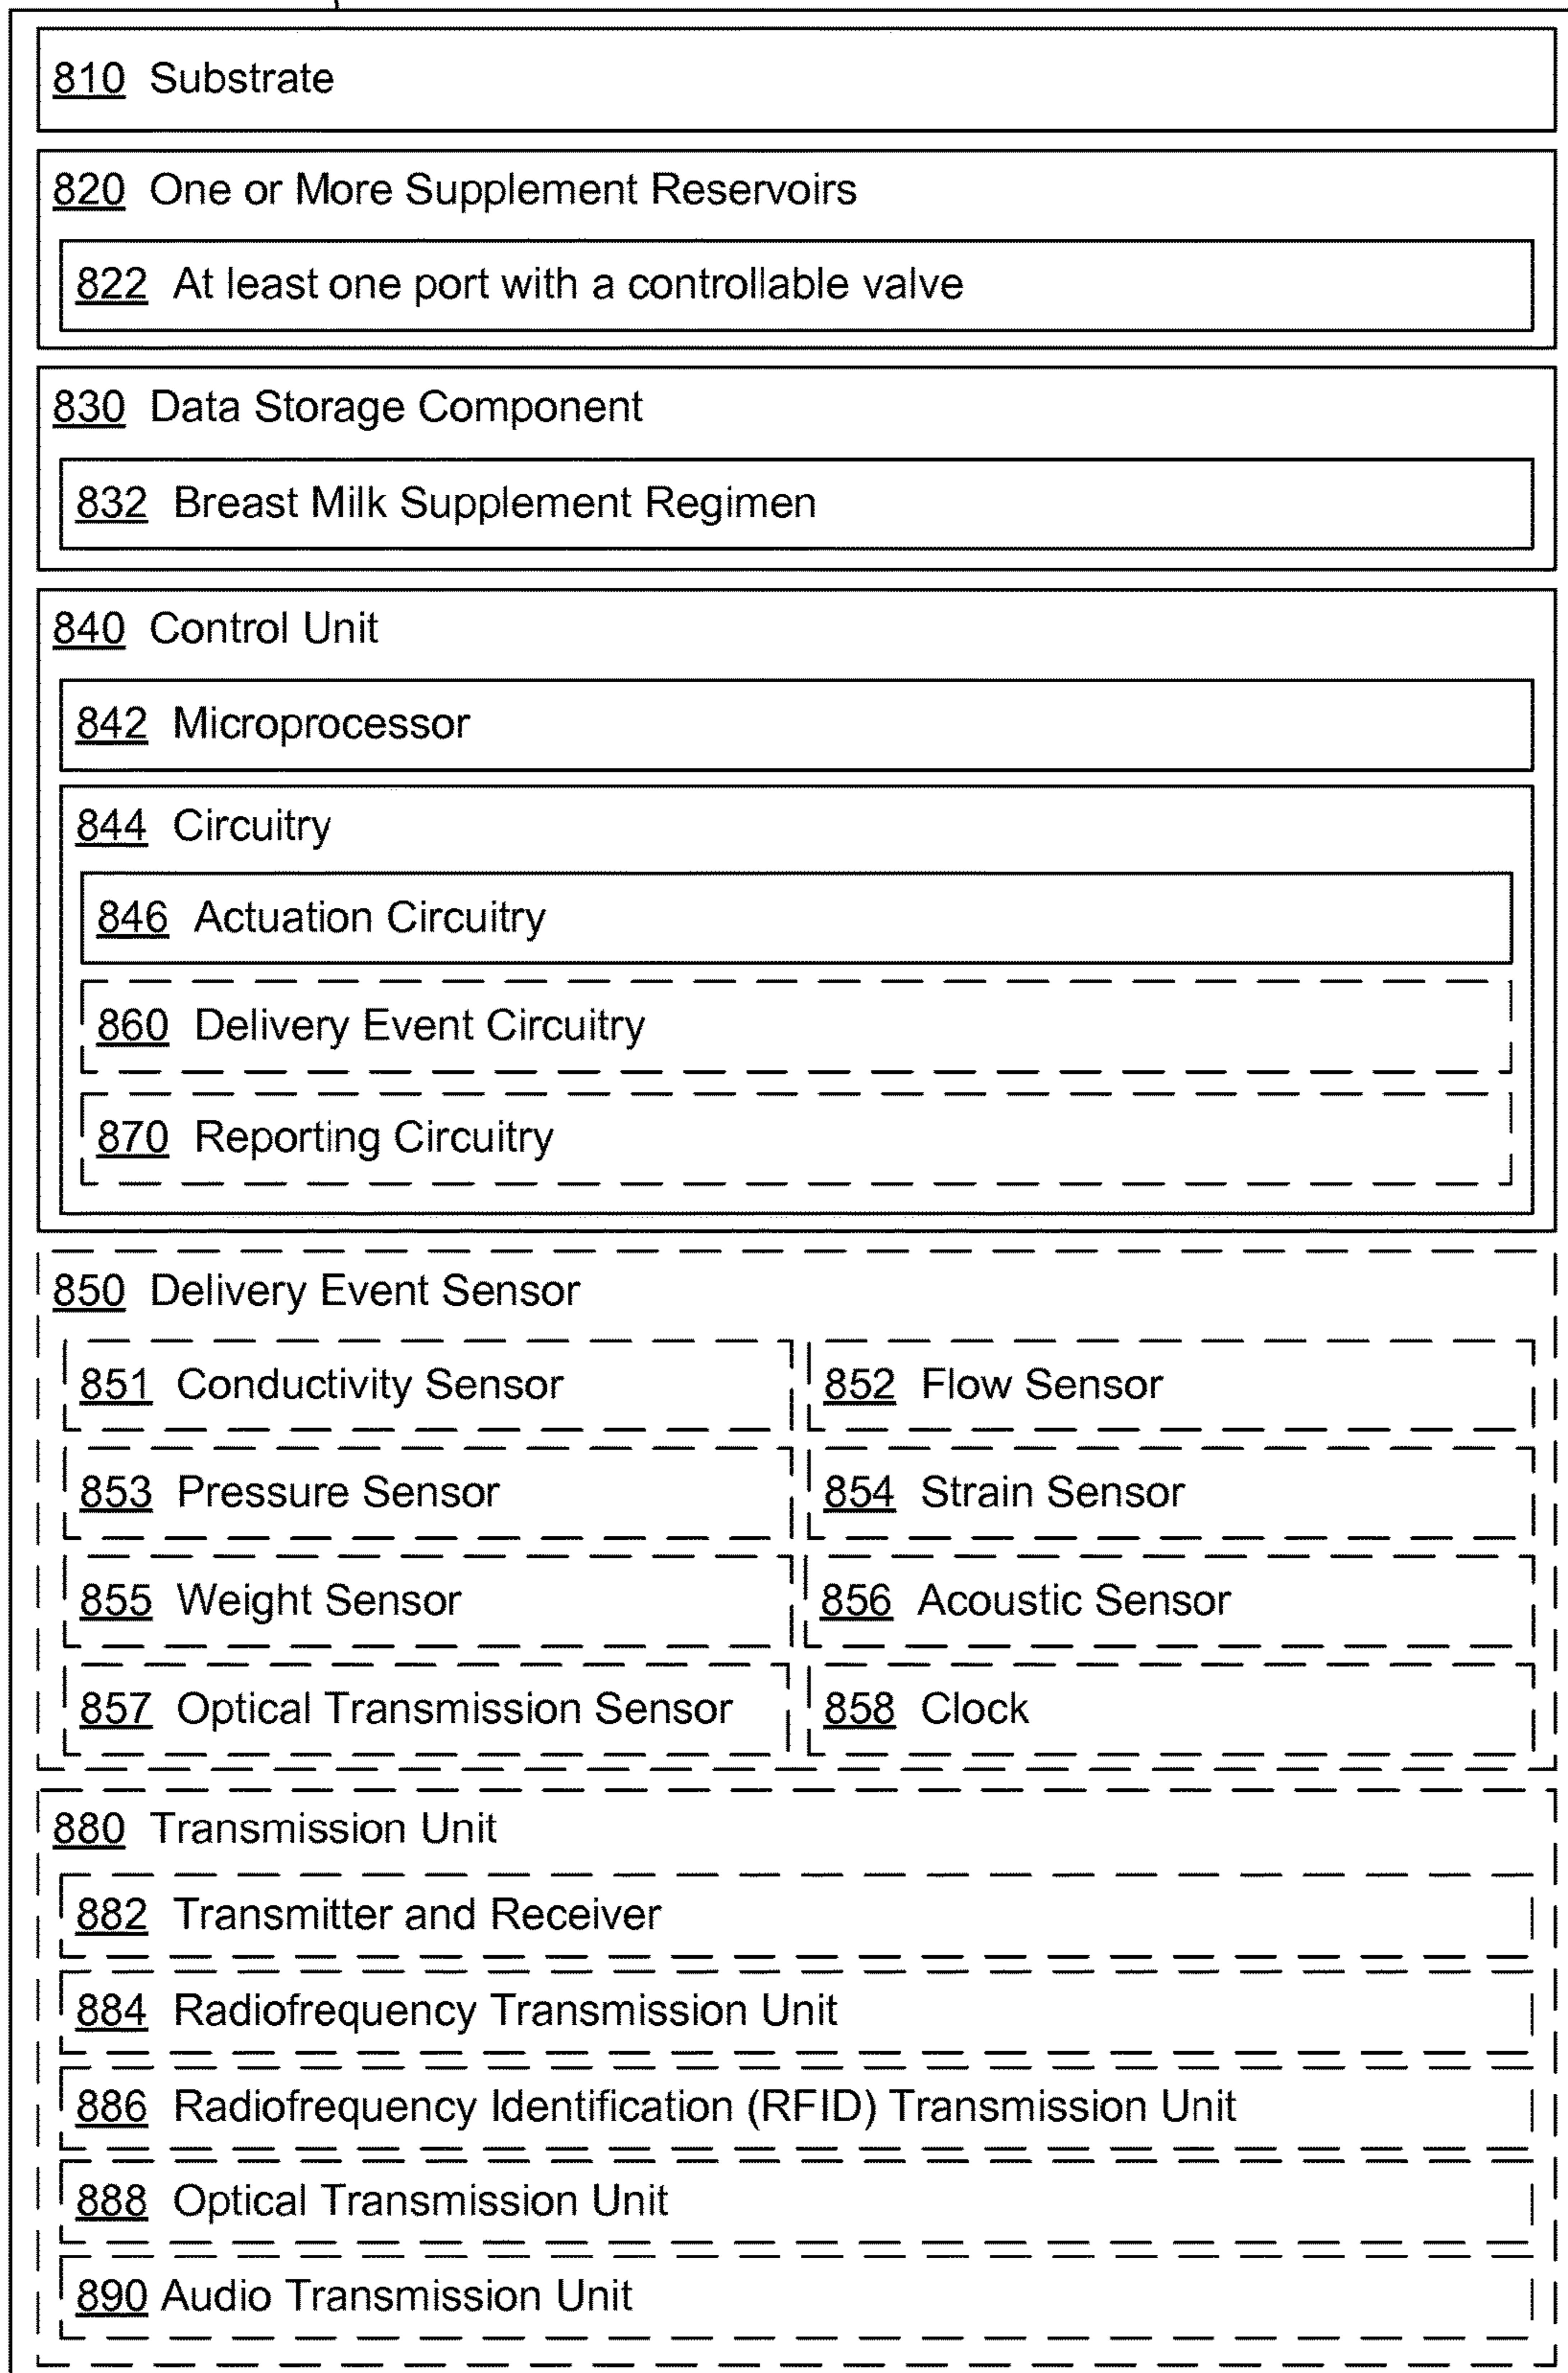 810 Substrate
820 One or More Supplement Reservoirs
822 At least one port with a controllable valve
830 Data Storage Component
832 Breast Milk Supplement Regimen
840 Control Unit
842 Microprocessor
844 Circuitry
846 Actuation Circuitry
860 Delivery Event Circuitry
870 Reporting Circuitry
850 Delivery Event Sensor
851 Conductivity Sensor
852 Flow Sensor
853 Pressure Sensor
854 Strain Sensor
855 Weight Sensor
856 Acoustic Sensor
857 Optical Transmission Sensor
858 Clock
880 Transmission Unit
882 Transmitter and Receiver
884 Radiofrequency Transmission Unit
886 Radiofrequency Identification (RFID) Transmission Unit
888 Optical Transmission Unit
890 Audio Transmission Unit